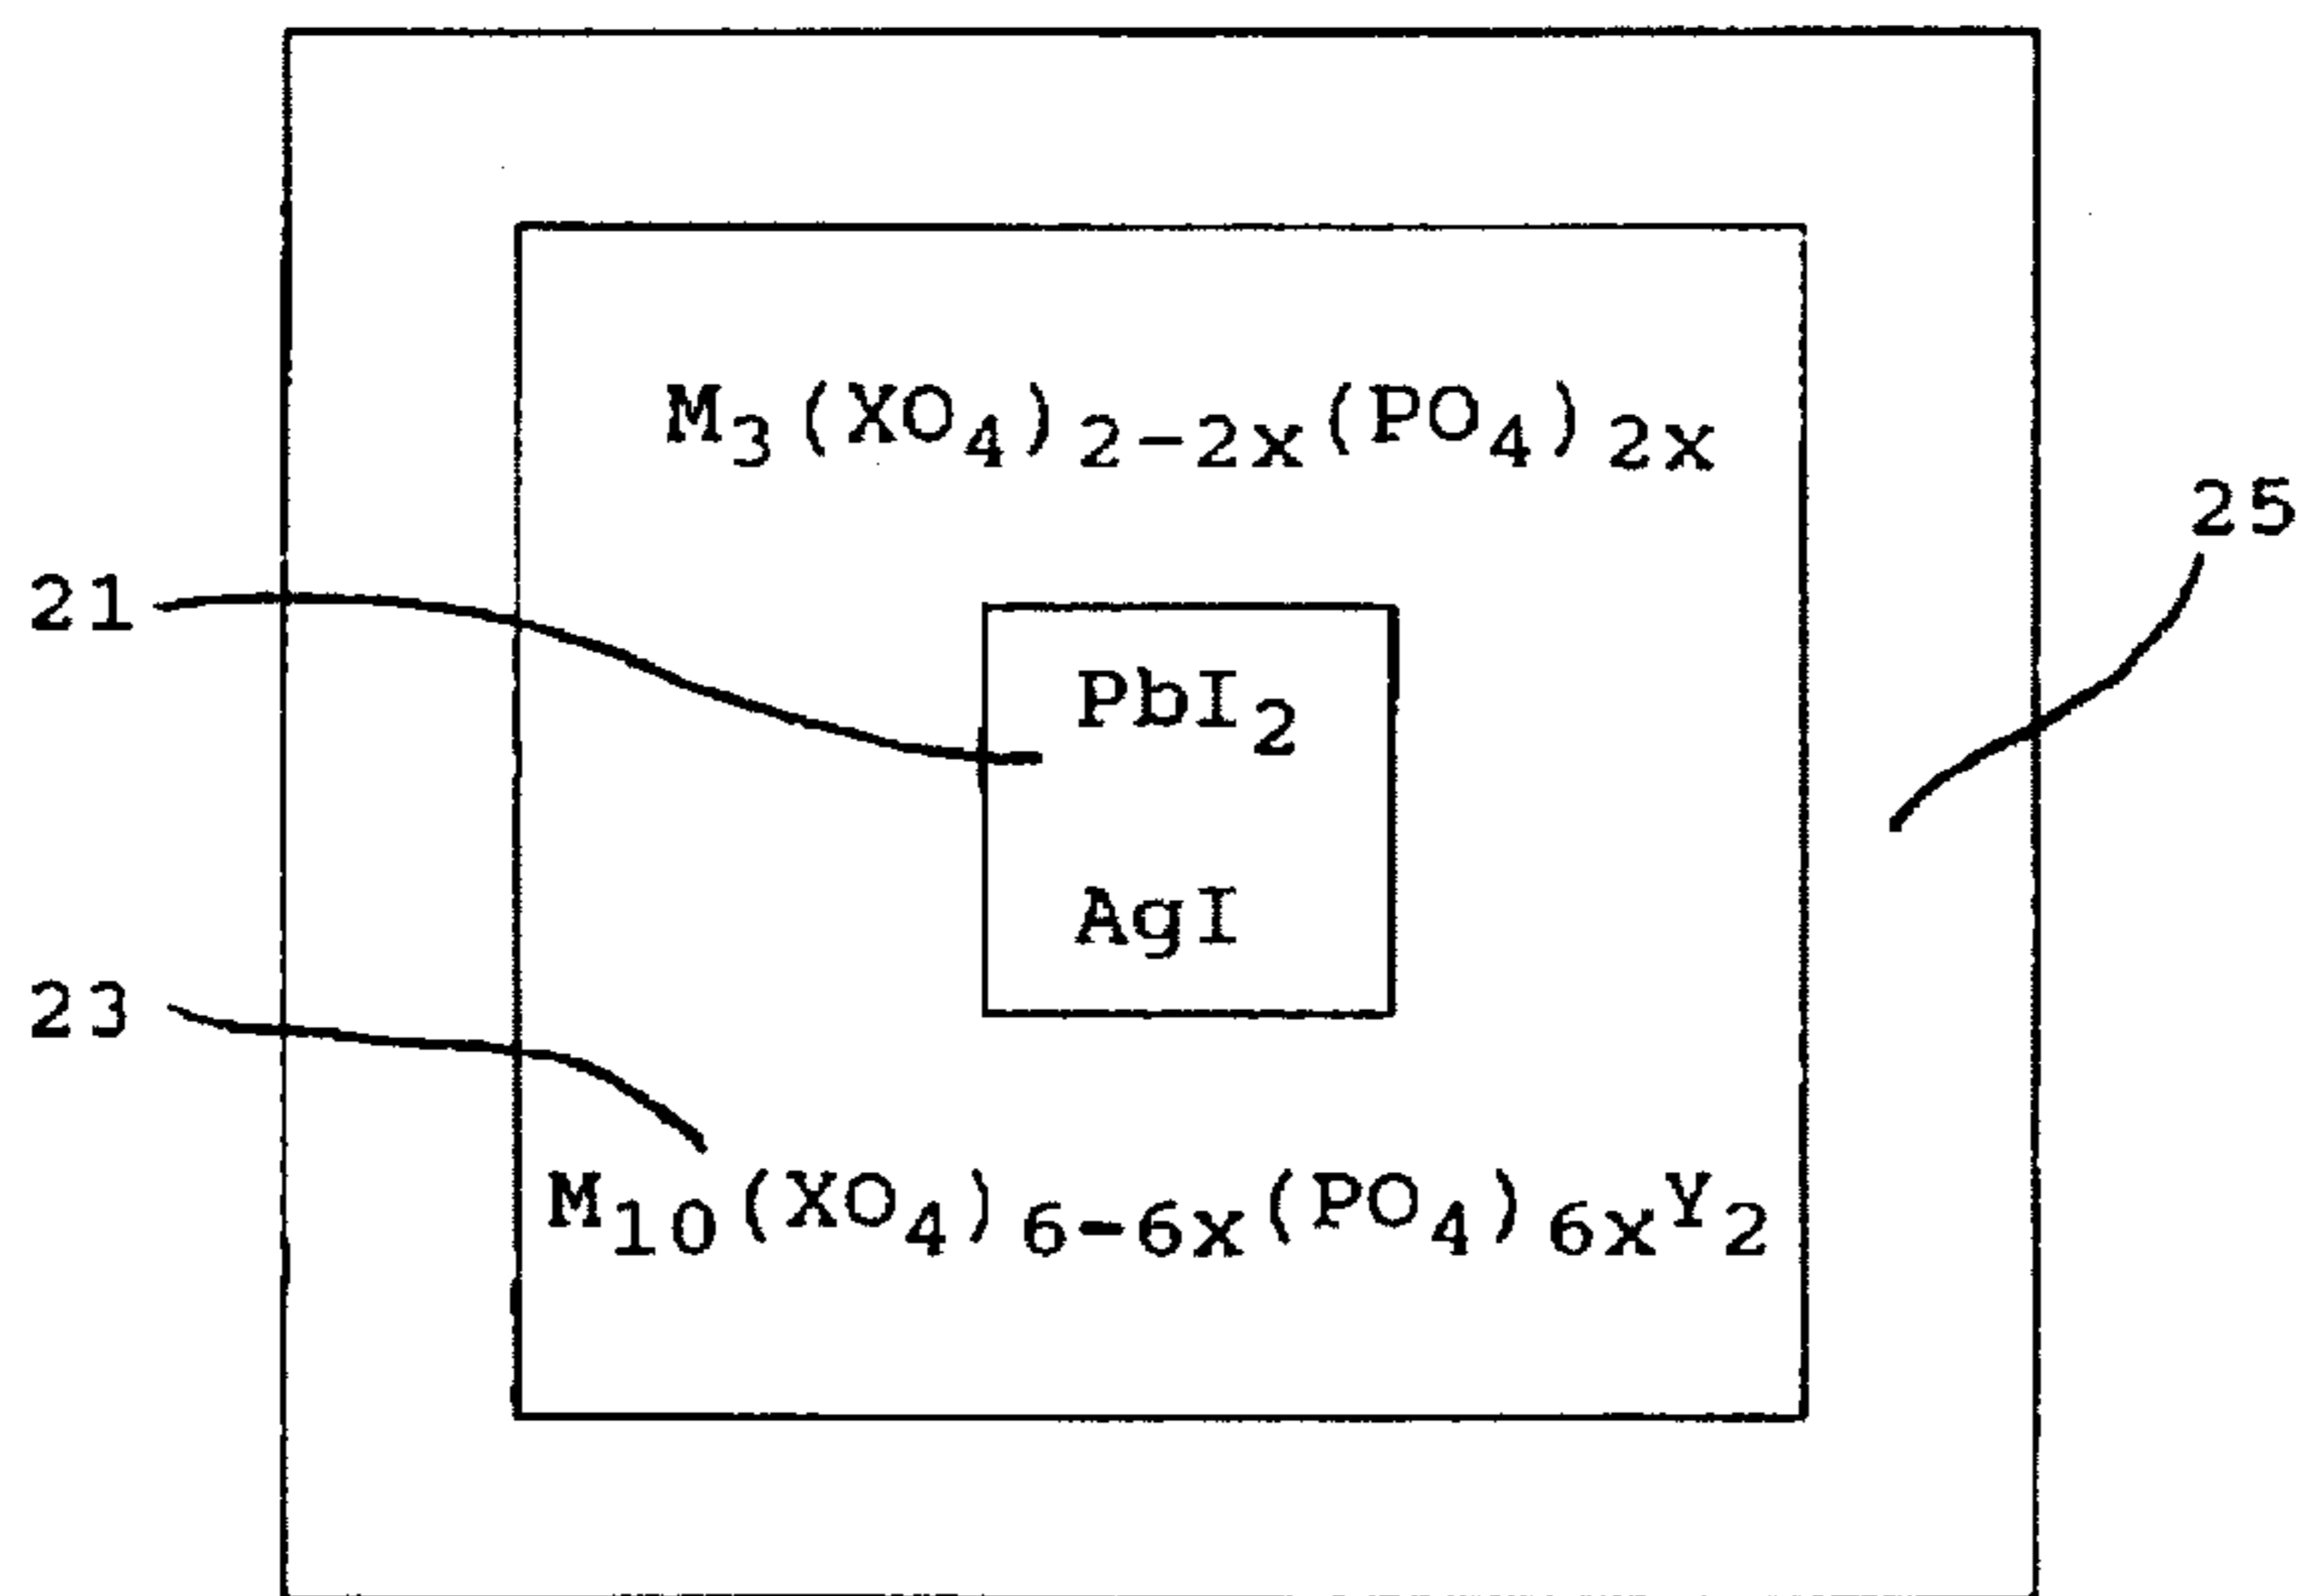 M₃(XO₄)₂₋₂ₓ(PO₄)₂ₓ
25
21
PbI₂
AgI
23
M₁₀(XO₄)₆₋₆ₓ(PO₄)₆ₓY₂